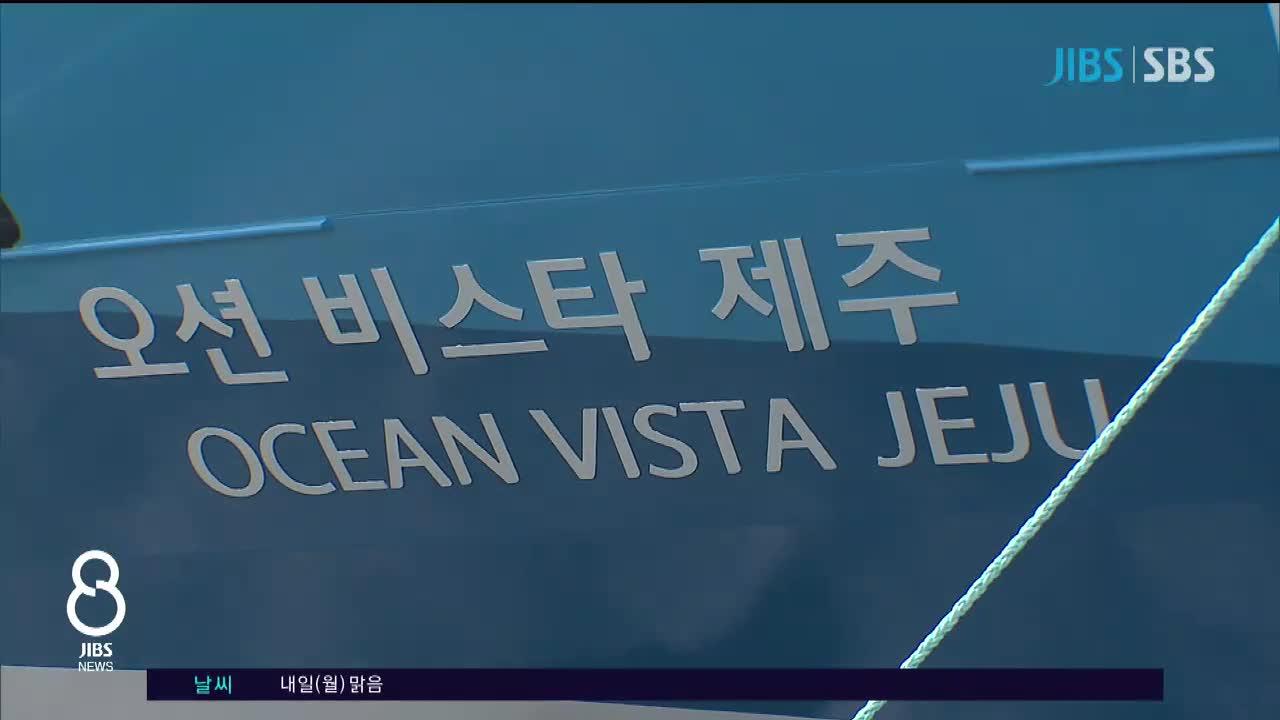 JIBS SBS
오션 비스타 제주
OCEAN VISTA JEJU
8
JIBS
NEWS
날씨 내일(월) 맑음